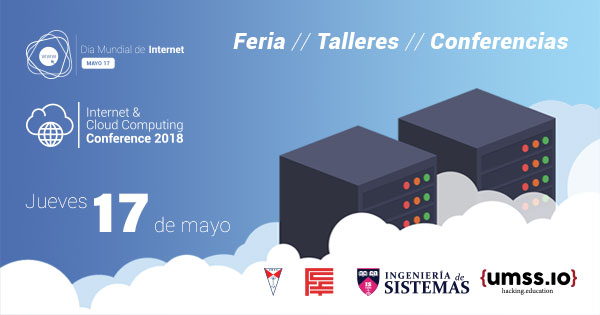 Día Mundial de Internet
MAYO 17
Feria // Talleres // Conferencias
Internet &
Cloud Computing
Conference 2018
Jueves 17 de mayo
INGENIERÍA de
SISTEMAS
{umss.io}
hacking.education